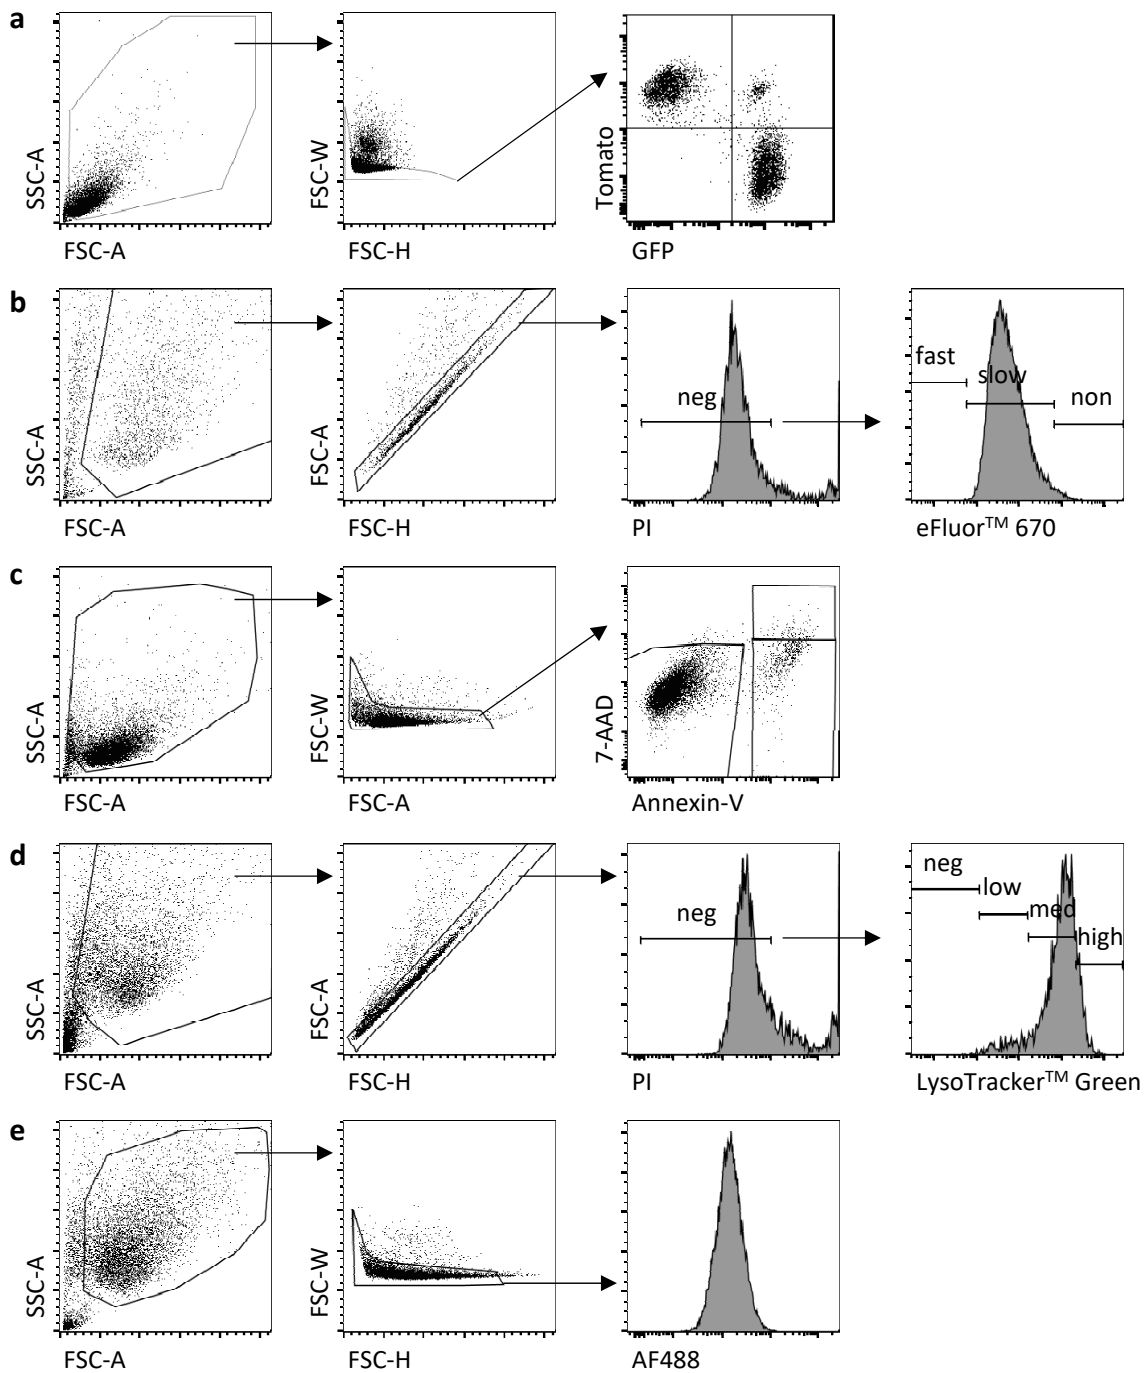 a
SSC-A
FSC-A
FSC-W
FSC-H
Tomato
GFP
b
SSC-A
FSC-A
FSC-A
FSC-H
neg
PI
fast
slow
non
eFluor™ 670
c
SSC-A
FSC-A
FSC-W
FSC-A
7-AAD
Annexin-V
d
SSC-A
FSC-A
FSC-A
FSC-H
neg
PI
neg
low
med
high
LysoTracker™ Green
e
SSC-A
FSC-A
FSC-W
FSC-H
AF488